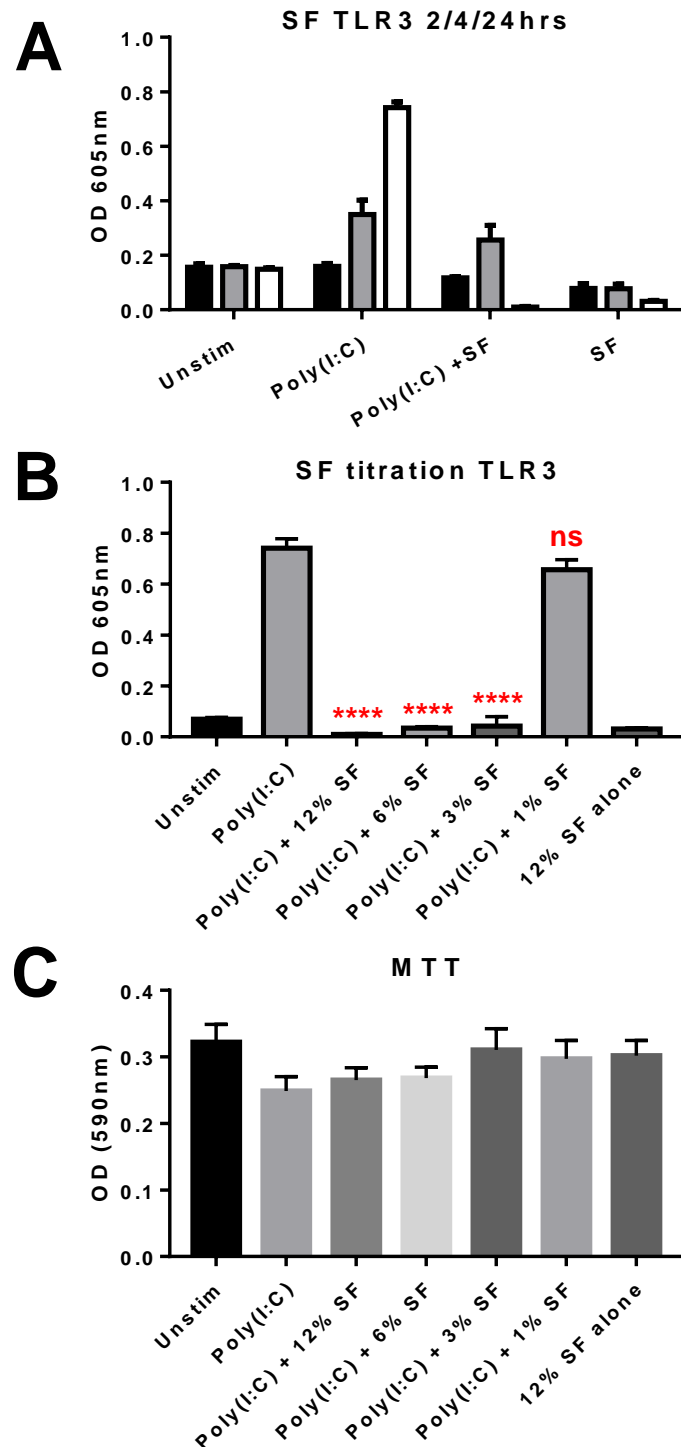 A
SF TLR3 2/4/24hrs
OD 605nm
1.0
0.8
0.6
0.4
0.2
0.0
Unstim
Poly(I:C)
Poly(I:C) +SF
SF
B
SF titration TLR3
OD 605nm
1.0
0.8
0.6
0.4
0.2
0.0
ns
**** **** ****
Unstim
Poly(I:C)
Poly(I:C) + 12% SF
Poly(I:C) + 6% SF
Poly(I:C) + 3% SF
Poly(I:C) + 1% SF
12% SF alone
C
MTT
OD (590nm)
0.4
0.3
0.2
0.1
0.0
Unstim
Poly(I:C)
Poly(I:C) + 12% SF
Poly(I:C) + 6% SF
Poly(I:C) + 3% SF
Poly(I:C) + 1% SF
12% SF alone